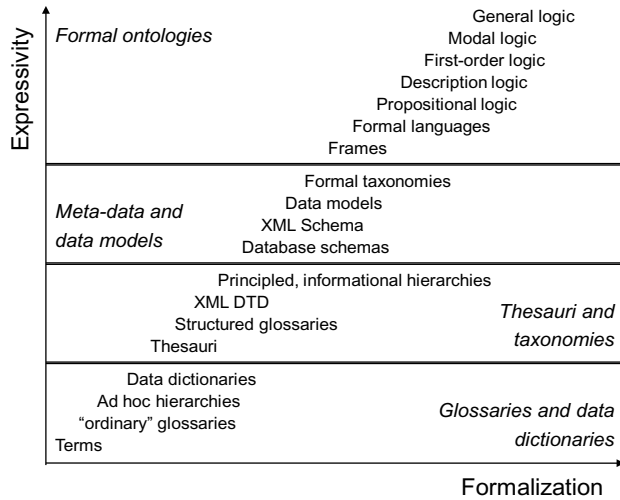 Expressivity
Formal ontologies
General logic
Modal logic
First-order logic
Description logic
Propositional logic
Formal languages
Frames
Meta-data and
data models
Formal taxonomies
Data models
XML Schema
Database schemas
Principled, informational hierarchies
XML DTD
Structured glossaries
Thesauri
Thesauri and
taxonomies
Data dictionaries
Ad hoc hierarchies
“ordinary” glossaries
Terms
Glossaries and data
dictionaries
Formalization